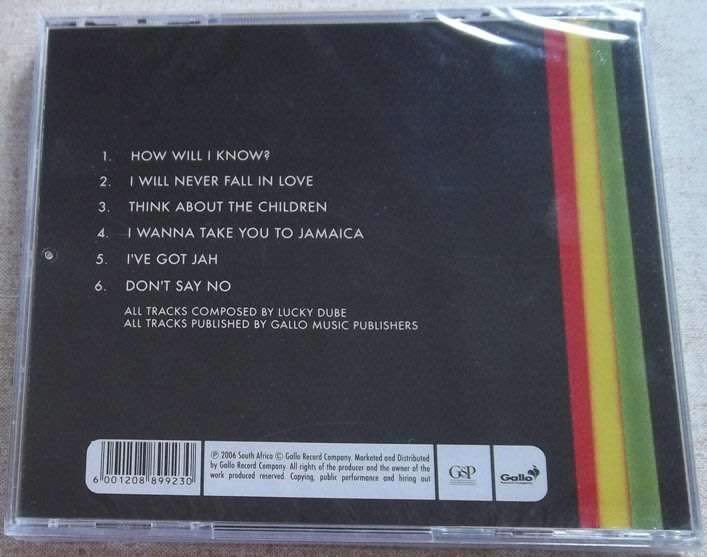 1. HOW WILL I KNOW?
2. I WILL NEVER FALL IN LOVE
3. THINK ABOUT THE CHILDREN
4. I WANNA TAKE YOU TO JAMAICA
5. I'VE GOT JAH
6. DON'T SAY NO
ALL TRACKS COMPOSED BY LUCKY DUBE
ALL TRACKS PUBLISHED BY GALLO MUSIC PUBLISHERS
6 001208 899230
℗ 2006 South Africa © Gallo Record Company. Marketed and Distributed
by Gallo Record Company. All rights of the producer and the owner of the
work produced reserved. Copying, public performance and hiring out
GSP
Gallo